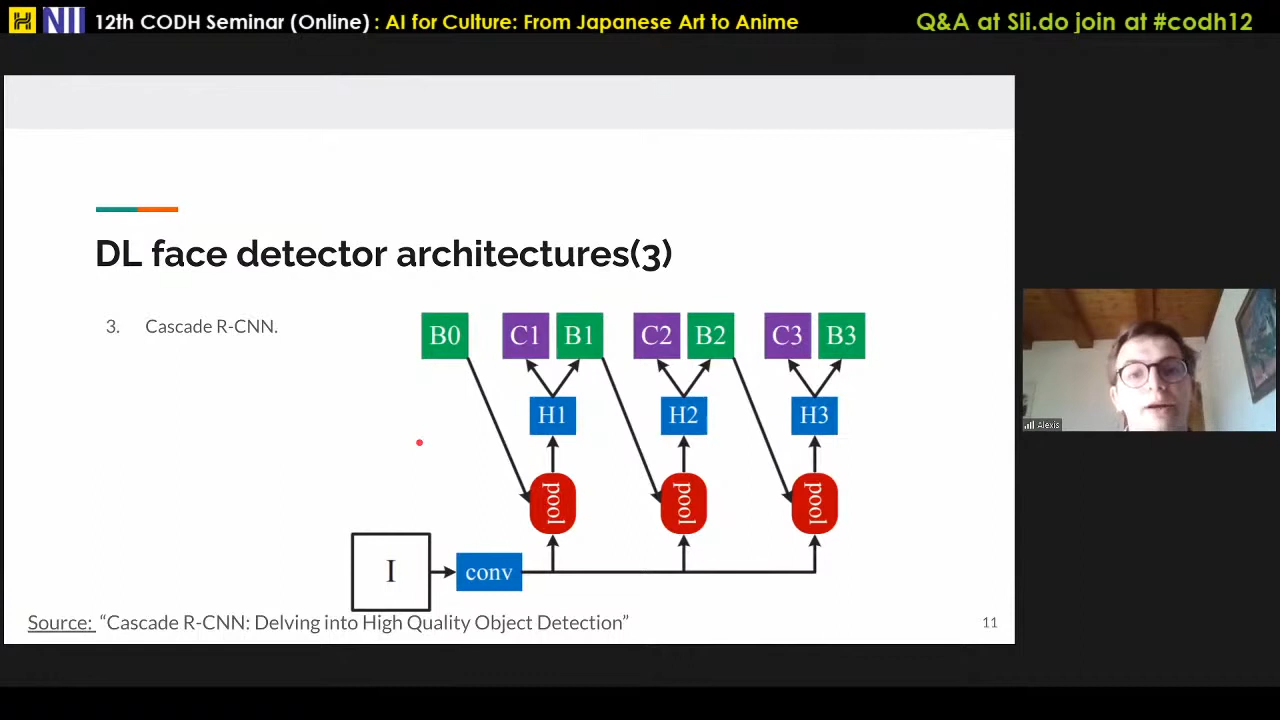 NII 12th CODH Seminar (Online) : AI for Culture: From Japanese Art to Anime
Q&A at Sli.do join at #codh12
DL face detector architectures(3)
3. Cascade R-CNN.
B0 C1 B1 C2 B2 C3 B3
H1 H2 H3
pool pool pool
I conv
Source: “Cascade R-CNN: Delving into High Quality Object Detection”
11
Alexis